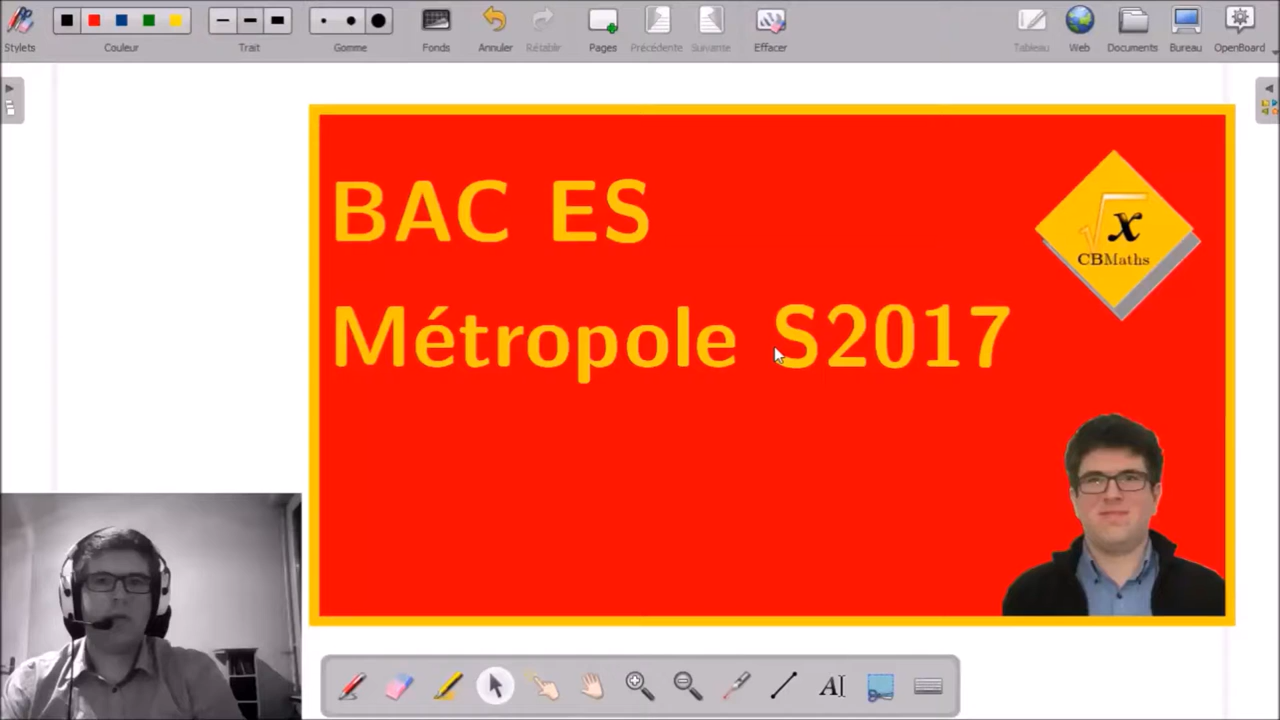 Stylets
Couleur
Trait
Gomme
Fonds
Annuler
Rétablir
Pages
Précédente
Suivante
Effacer
Tableau
Web
Documents
Bureau
OpenBoard
BAC ES
Métropole S2017
√x
CBMaths
AI